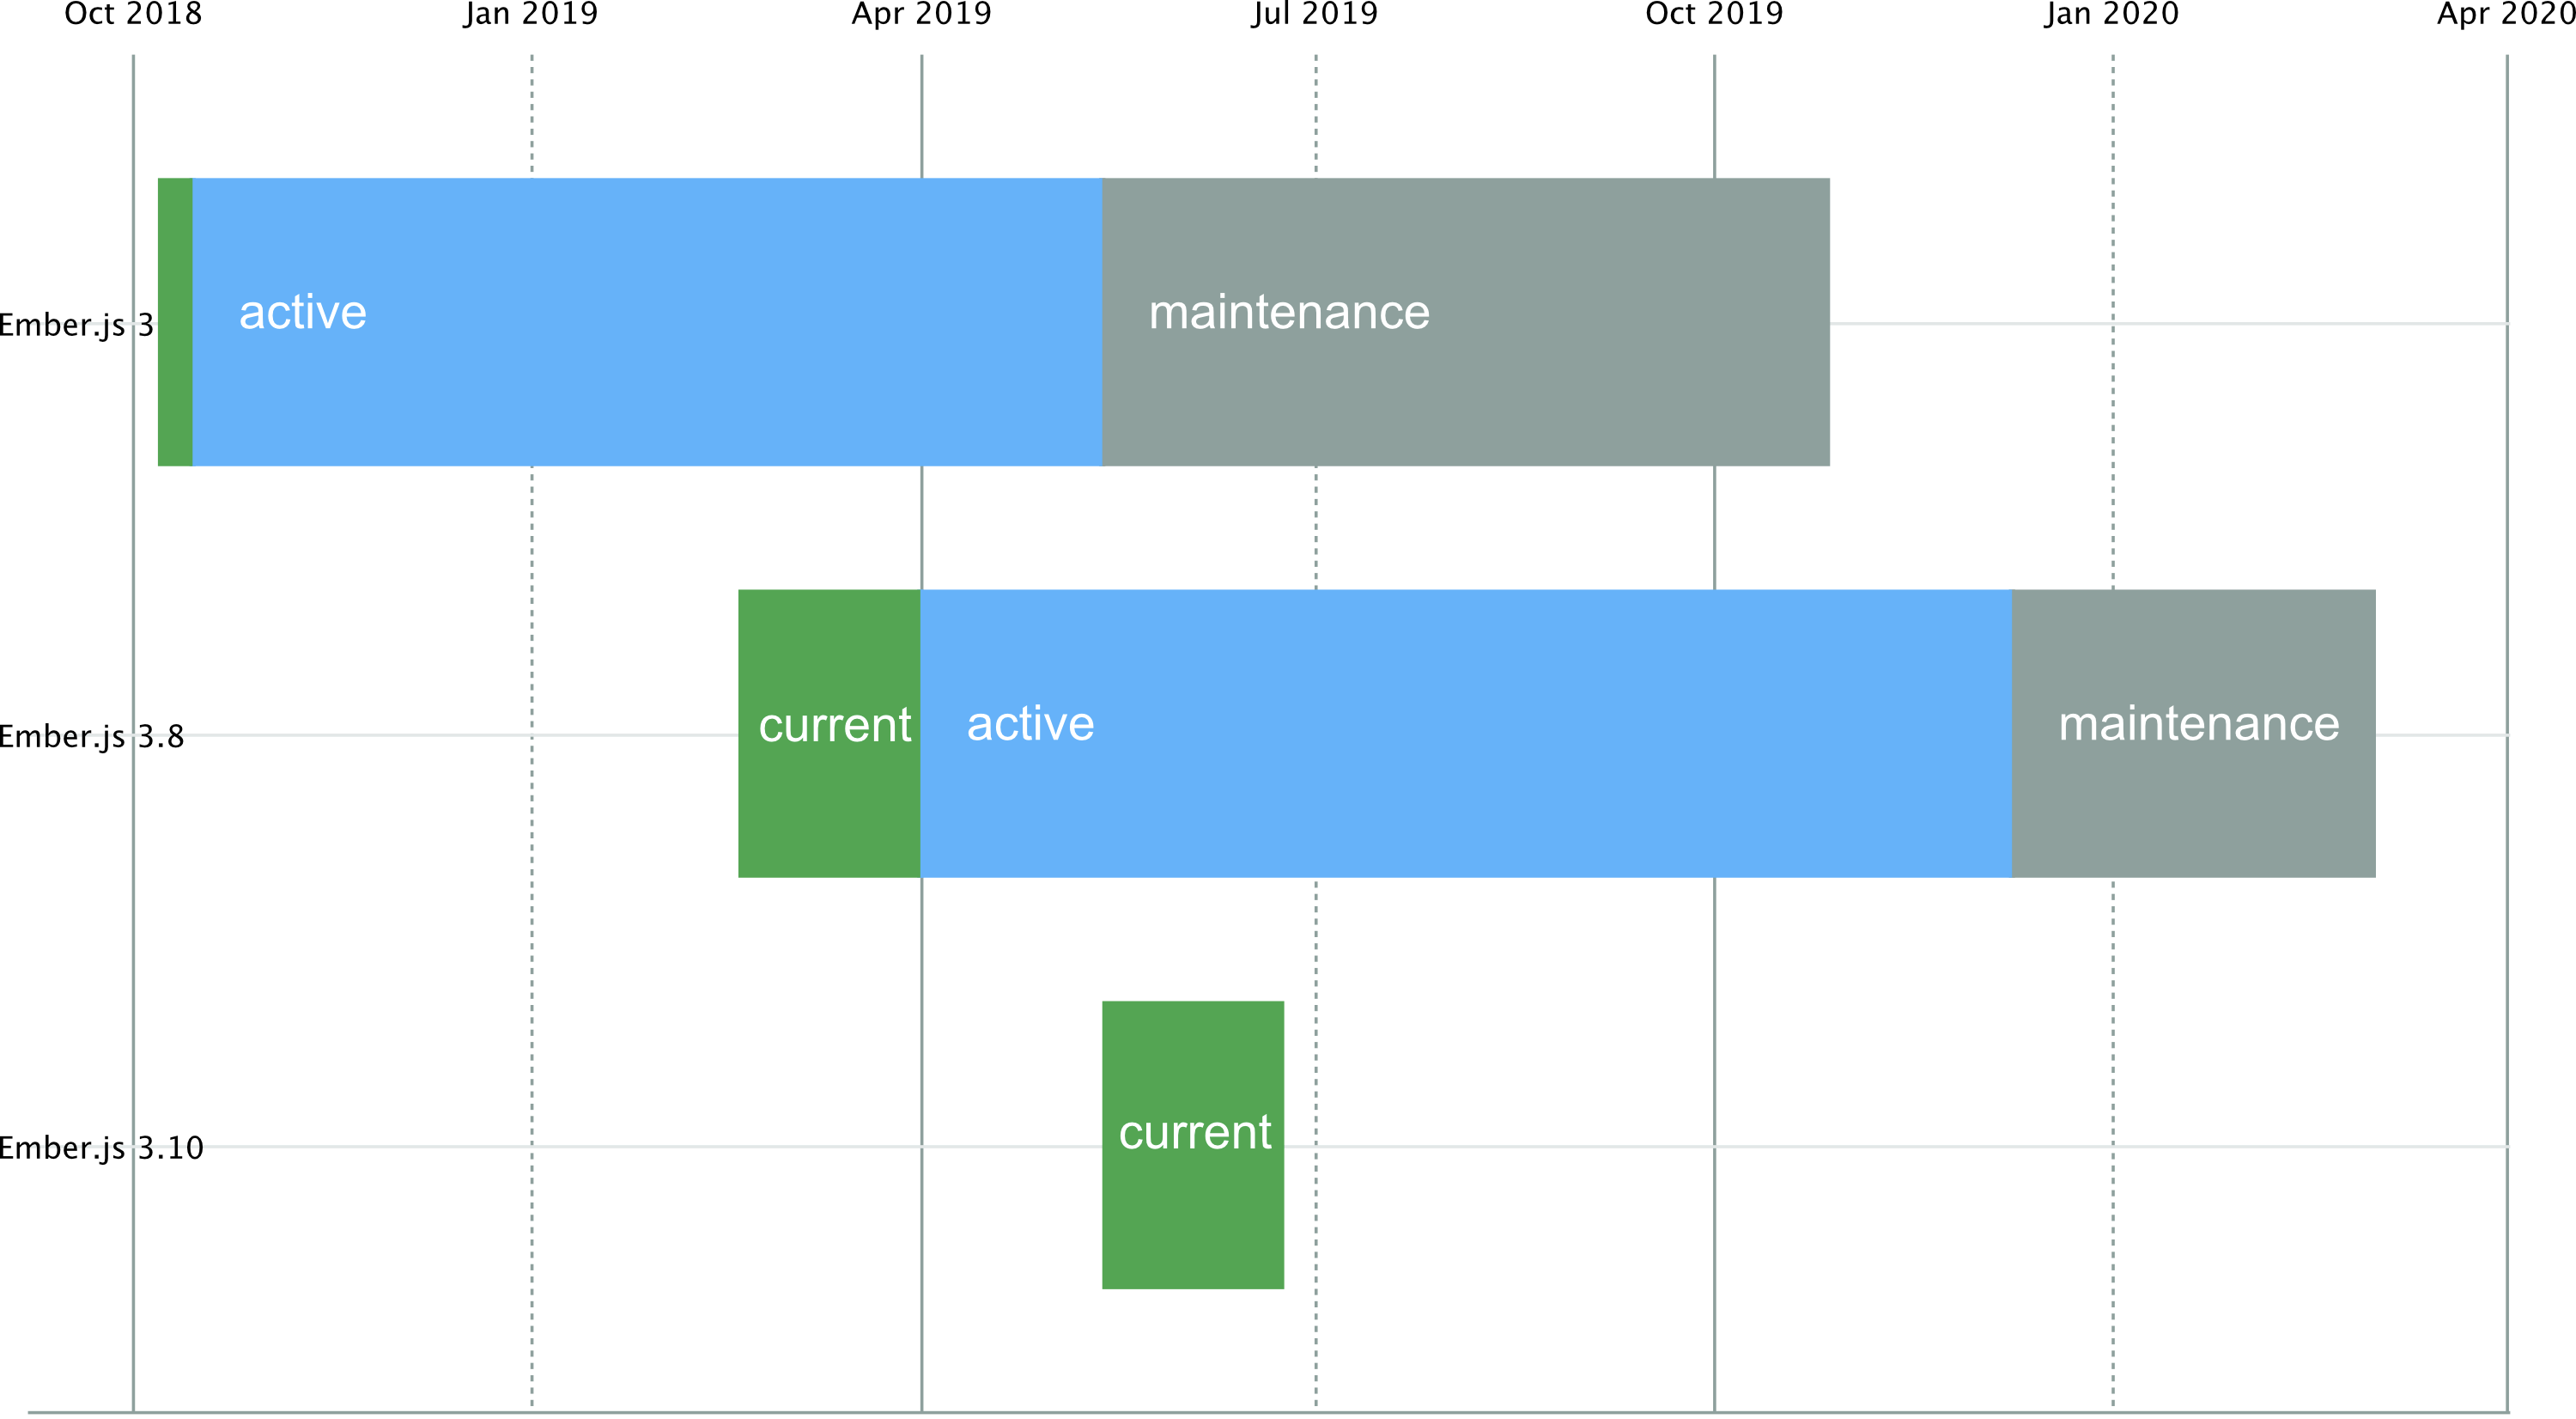 Oct 2018 Jan 2019 Apr 2019 Jul 2019 Oct 2019 Jan 2020 Apr 2020
Ember.js 3 active maintenance
Ember.js 3.8 current active maintenance
Ember.js 3.10 current